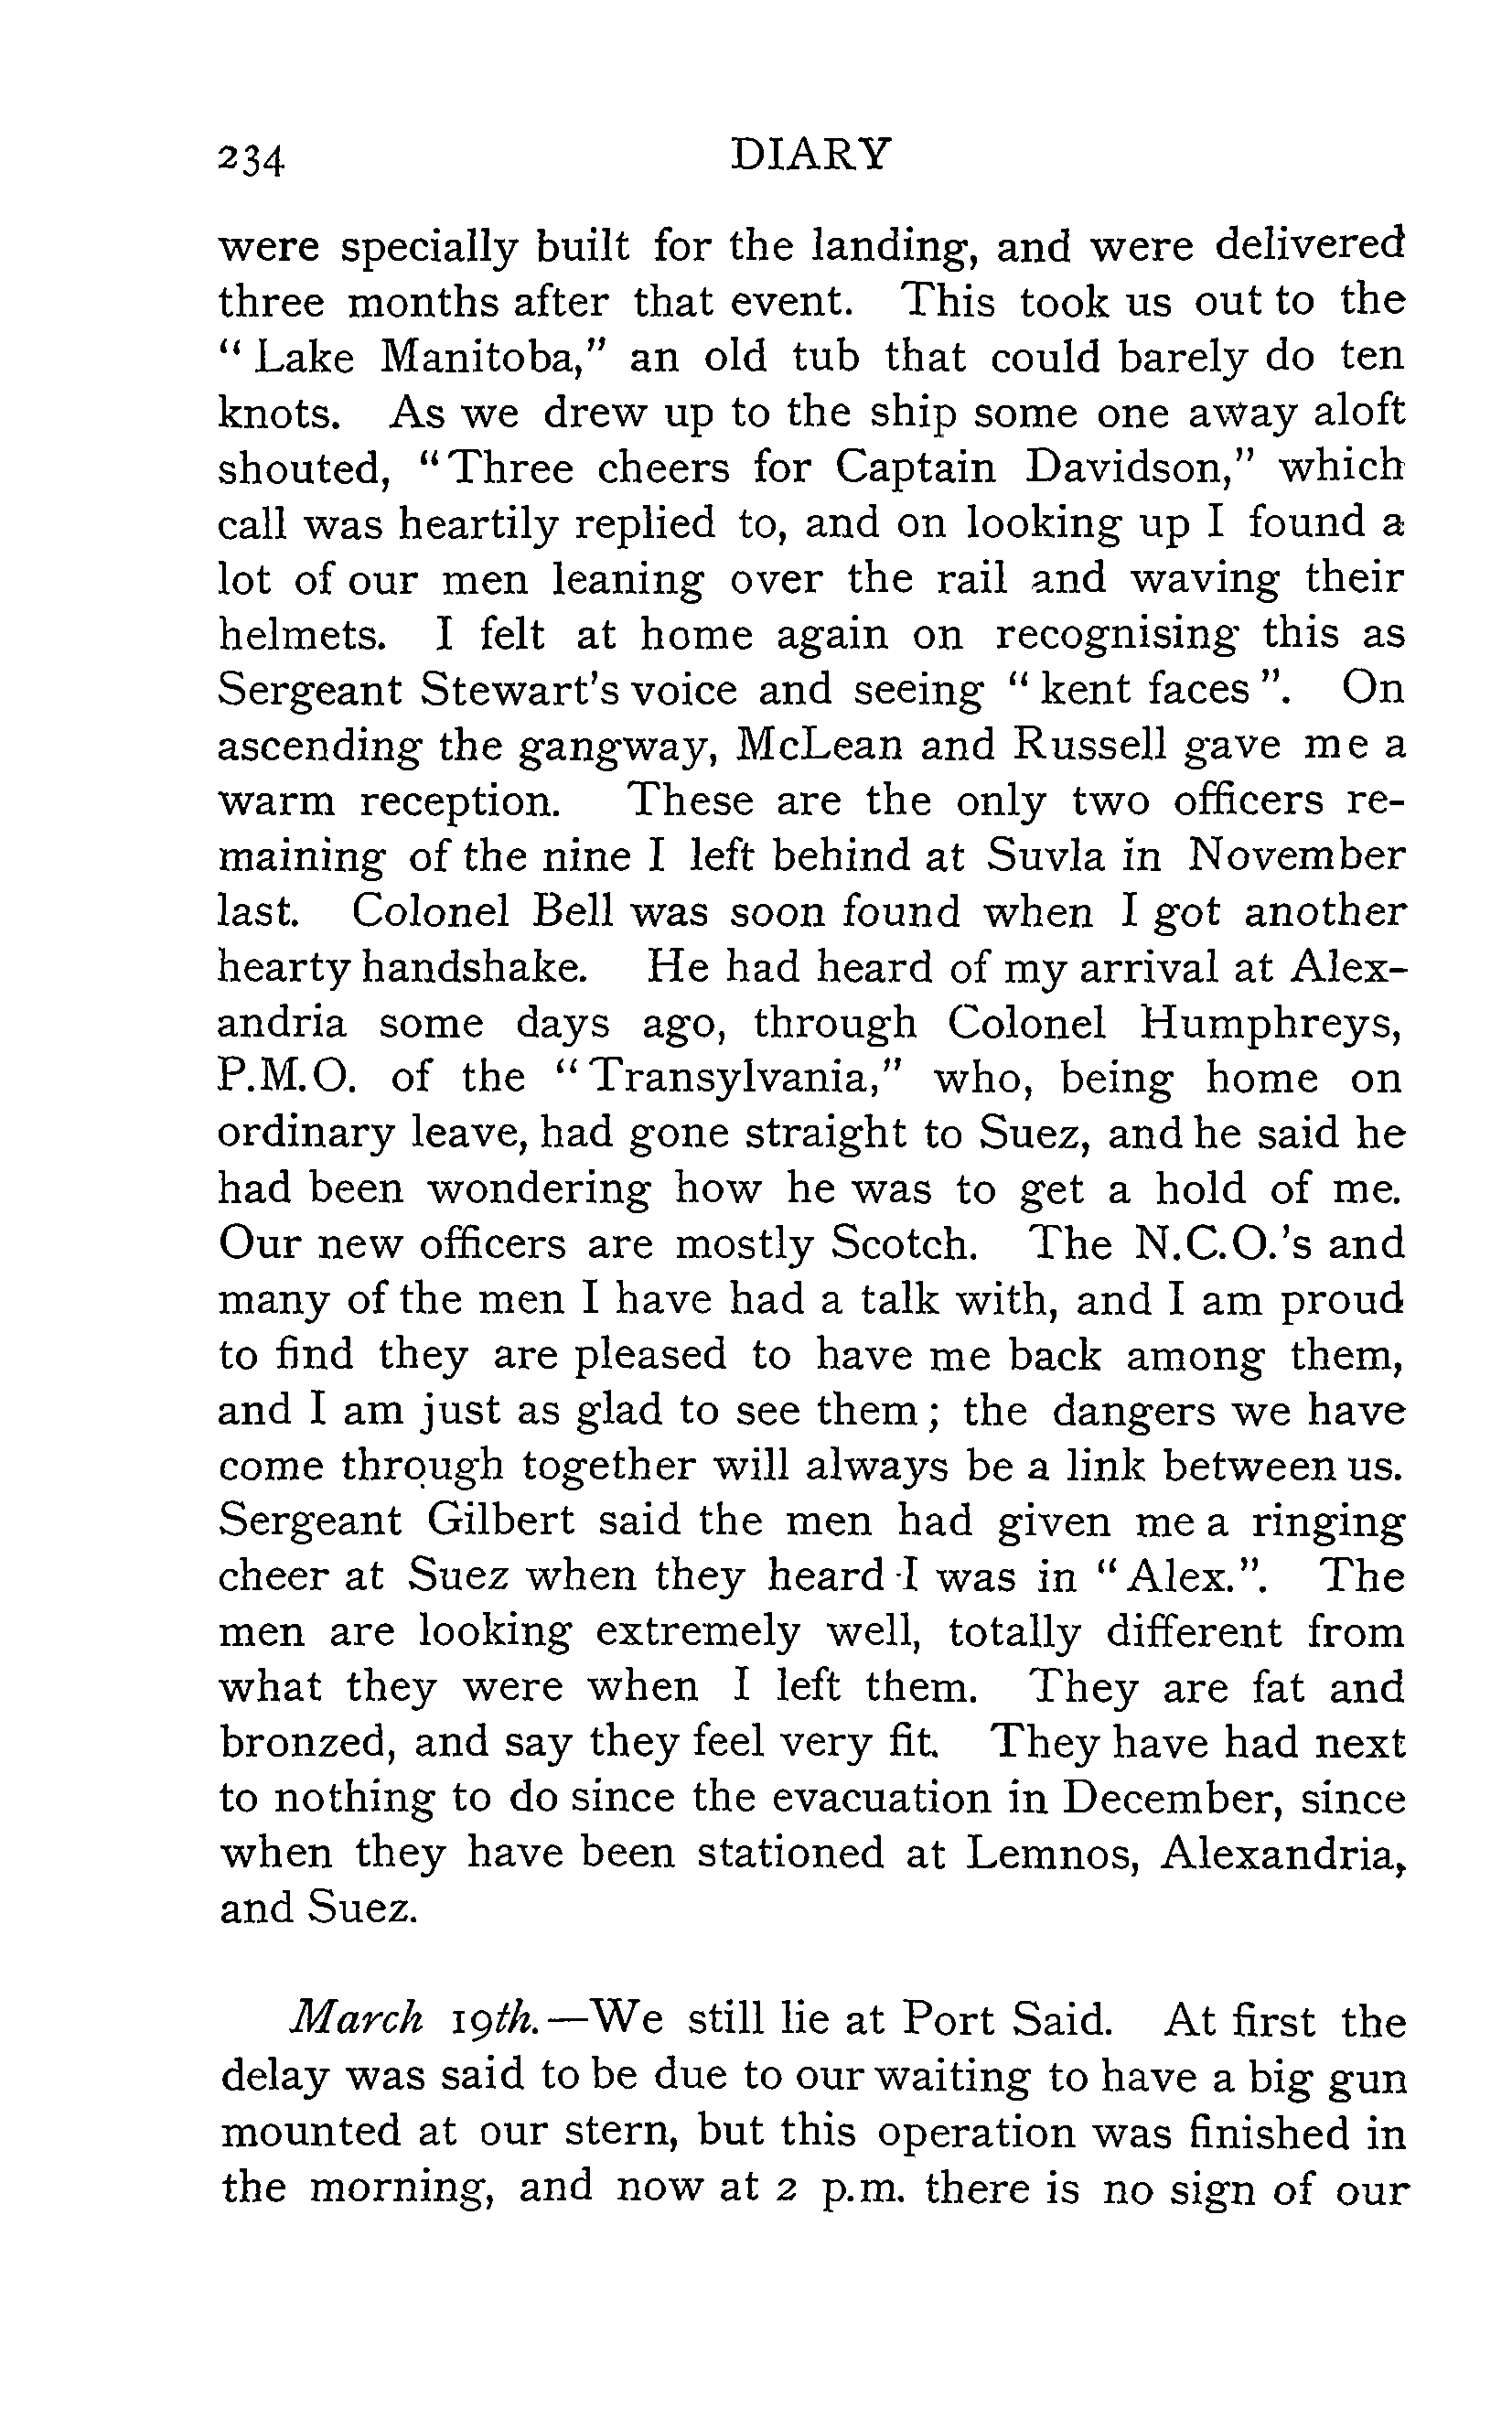 234 DIARY
were specially built for the landing, and were delivered
three months after that event. This took us out to the
" Lake Manitoba," an old tub that could barely do ten
knots. As we drew up to the ship some one away aloft
shouted, "Three cheers for Captain Davidson," which
call was heartily replied to, and on looking up I found a
lot of our men leaning over the rail and waving their
helmets. I felt at home again on recognising this as
Sergeant Stewart's voice and seeing " kent faces ". On
ascending the gangway, McLean and Russell gave me a
warm reception. These are the only two officers re-
maining of the nine I left behind at Suvla in November
last. Colonel Bell was soon found when I got another
hearty handshake. He had heard of my arrival at Alex-
andria some days ago, through Colonel Humphreys,
P.M.O. of the "Transylvania," who, being home on
ordinary leave, had gone straight to Suez, and he said he
had been wondering how he was to get a hold of me.
Our new officers are mostly Scotch. The N.C.O.'s and
many of the men I have had a talk with, and I am proud
to find they are pleased to have me back among them,
and I am just as glad to see them; the dangers we have
come through together will always be a link between us.
Sergeant Gilbert said the men had given me a ringing
cheer at Suez when they heard I was in "Alex.". The
men are looking extremely well, totally different from
what they were when I left them. They are fat and
bronzed, and say they feel very fit. They have had next
to nothing to do since the evacuation in December, since
when they have been stationed at Lemnos, Alexandria,
and Suez.
March 19th.—We still lie at Port Said. At first the
delay was said to be due to our waiting to have a big gun
mounted at our stern, but this operation was finished in
the morning, and now at 2 p.m. there is no sign of our